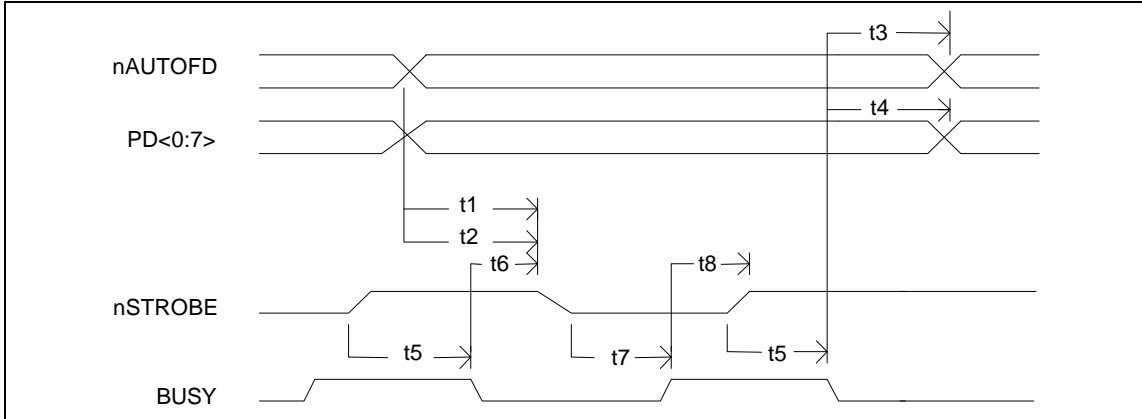 t3
nAUTOFD
t4
PD<0:7>
t1
t2
t6
t8
nSTROBE
t5
t7
t5
BUSY